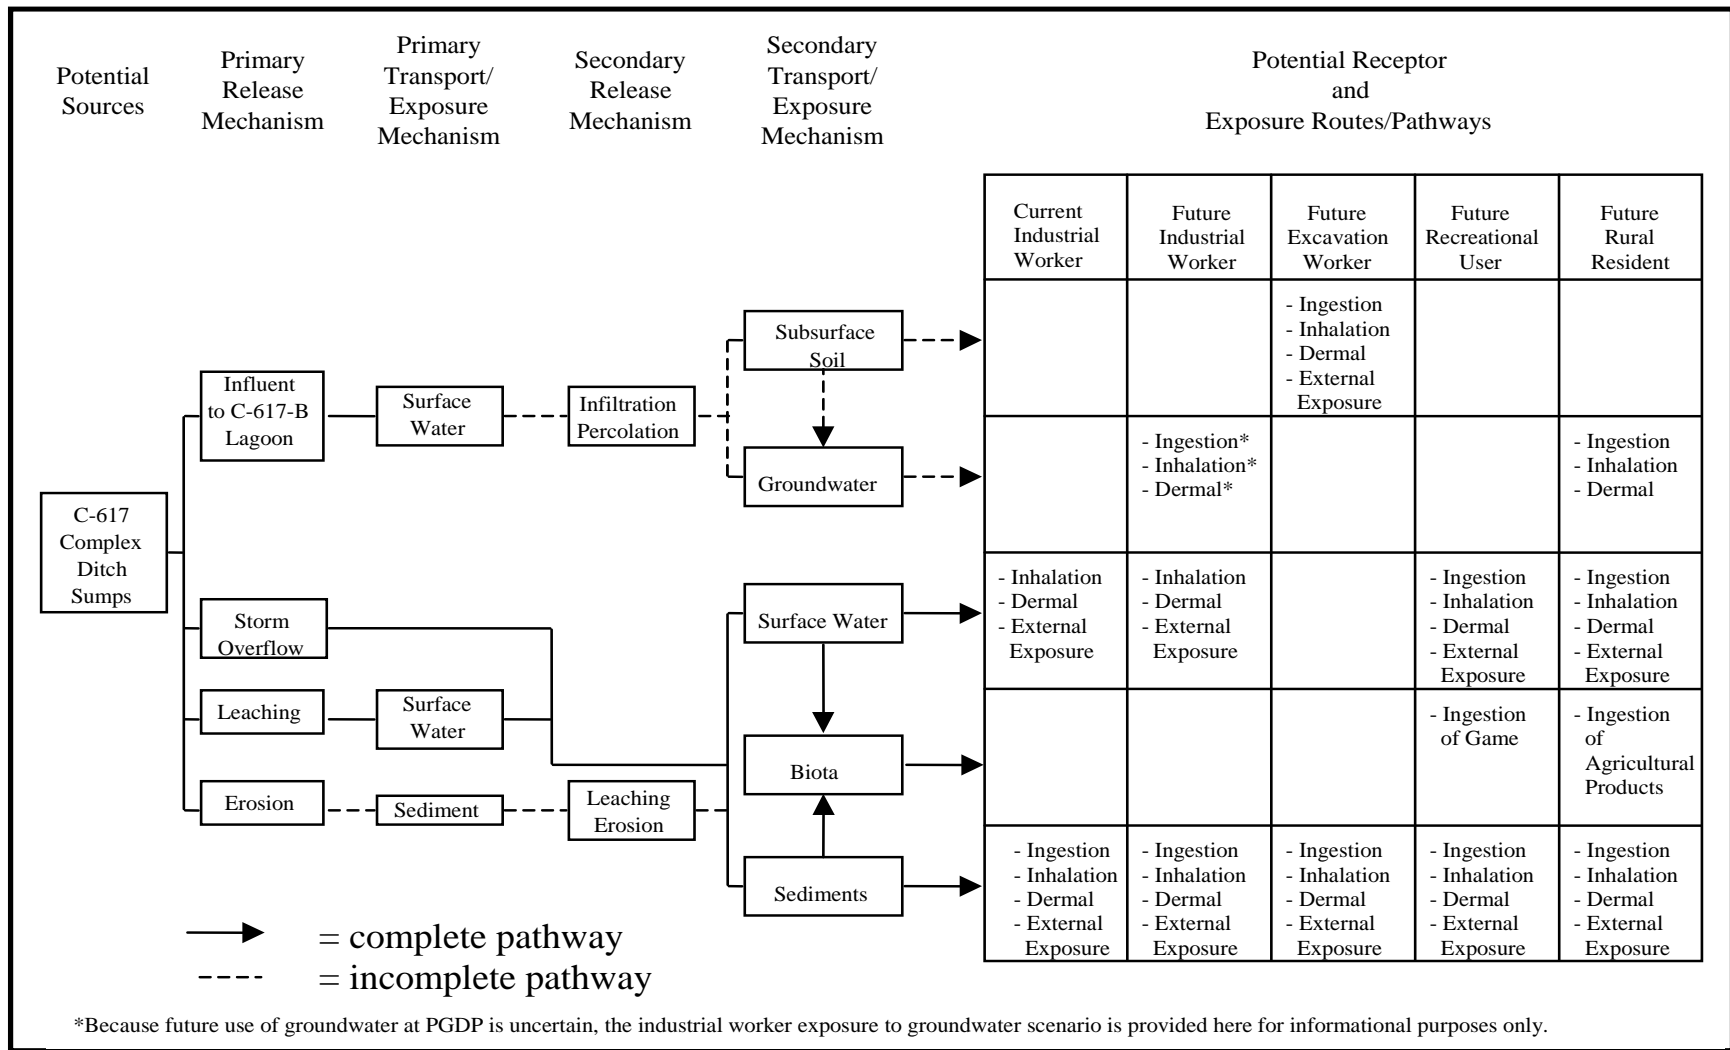 Potential
Sources
Primary
Release
Mechanism
Primary
Transport/
Exposure
Mechanism
Secondary
Release
Mechanism
Secondary
Transport/
Exposure
Mechanism
Potential Receptor
and
Exposure Routes/Pathways
Current
Industrial
Worker
Future
Industrial
Worker
Future
Excavation
Worker
Future
Recreational
User
Future
Rural
Resident
C-617
Complex
Ditch
Sumps
Influent
to C-617-B
Lagoon
Surface
Water
Infiltration
Percolation
Subsurface
Soil
- Ingestion
- Inhalation
- Dermal
- External
Exposure
Groundwater
- Ingestion*
- Inhalation*
- Dermal*
- Ingestion
- Inhalation
- Dermal
Storm
Overflow
Leaching
Surface
Water
Surface Water
- Inhalation
- Dermal
- External
Exposure
- Inhalation
- Dermal
- External
Exposure
- Ingestion
- Inhalation
- Dermal
- External
Exposure
- Ingestion
- Inhalation
- Dermal
- External
Exposure
Biota
- Ingestion
of Game
- Ingestion
of
Agricultural
Products
Erosion
Sediment
Leaching
Erosion
Sediments
- Ingestion
- Inhalation
- Dermal
- External
Exposure
- Ingestion
- Inhalation
- Dermal
- External
Exposure
- Ingestion
- Inhalation
- Dermal
- External
Exposure
- Ingestion
- Inhalation
- Dermal
- External
Exposure
- Ingestion
- Inhalation
- Dermal
- External
Exposure
= complete pathway
= incomplete pathway
*Because future use of groundwater at PGDP is uncertain, the industrial worker exposure to groundwater scenario is provided here for informational purposes only.